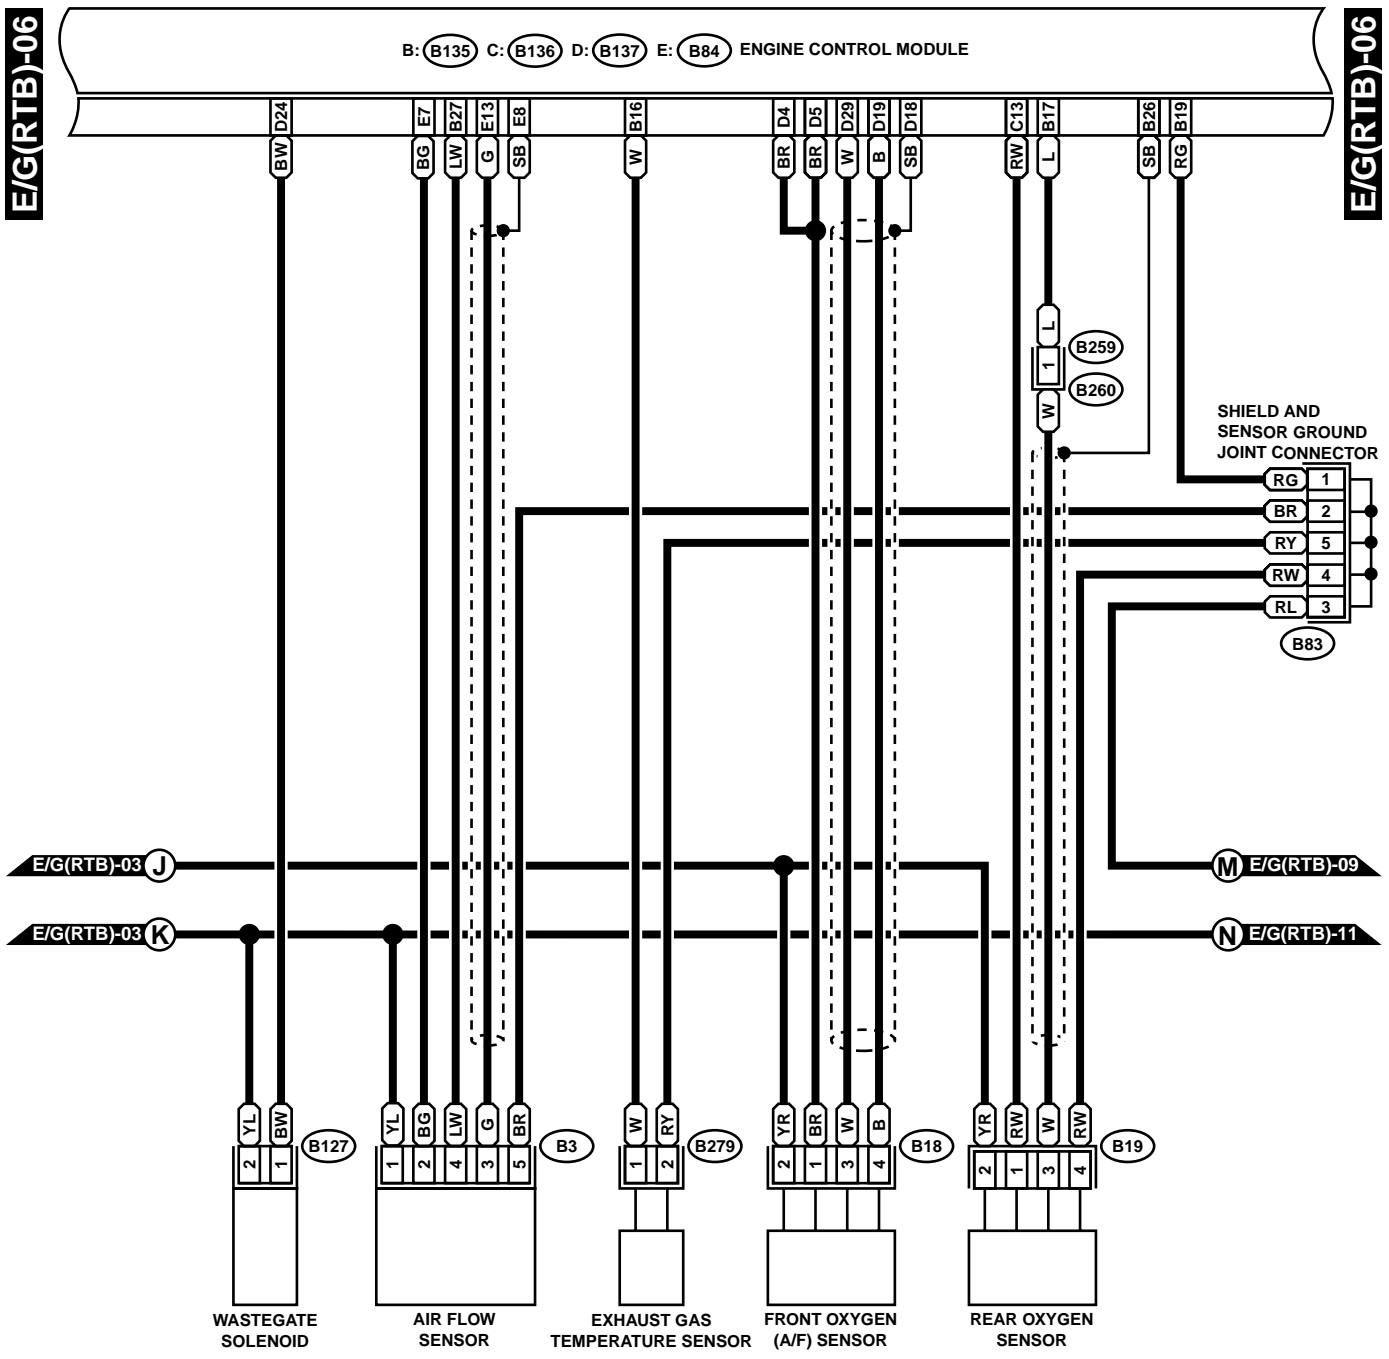 E/G(RTB)-06
E/G(RTB)-06
B: B135 C: B136 D: B137 E: B84 ENGINE CONTROL MODULE
D24 E7 B27 E13 E8 B16 D4 D5 D29 D19 D18 C13 B17 B26 B19
BW BG LW G SB W BR BR W B SB RW L SB RG
L
1
B259
B260
W
SHIELD AND
SENSOR GROUND
JOINT CONNECTOR
RG 1
BR 2
RY 5
RW 4
RL 3
B83
E/G(RTB)-03 J
M E/G(RTB)-09
E/G(RTB)-03 K
N E/G(RTB)-11
YL BW YL BG LW G BR W RY YR BR W B YR RW W RW
B127 B3 B279 B18 B19
2 1 1 2 4 3 5 1 2 2 1 3 4 2 1 3 4
WASTEGATE
SOLENOID
AIR FLOW
SENSOR
EXHAUST GAS
TEMPERATURE SENSOR
FRONT OXYGEN
(A/F) SENSOR
REAR OXYGEN
SENSOR